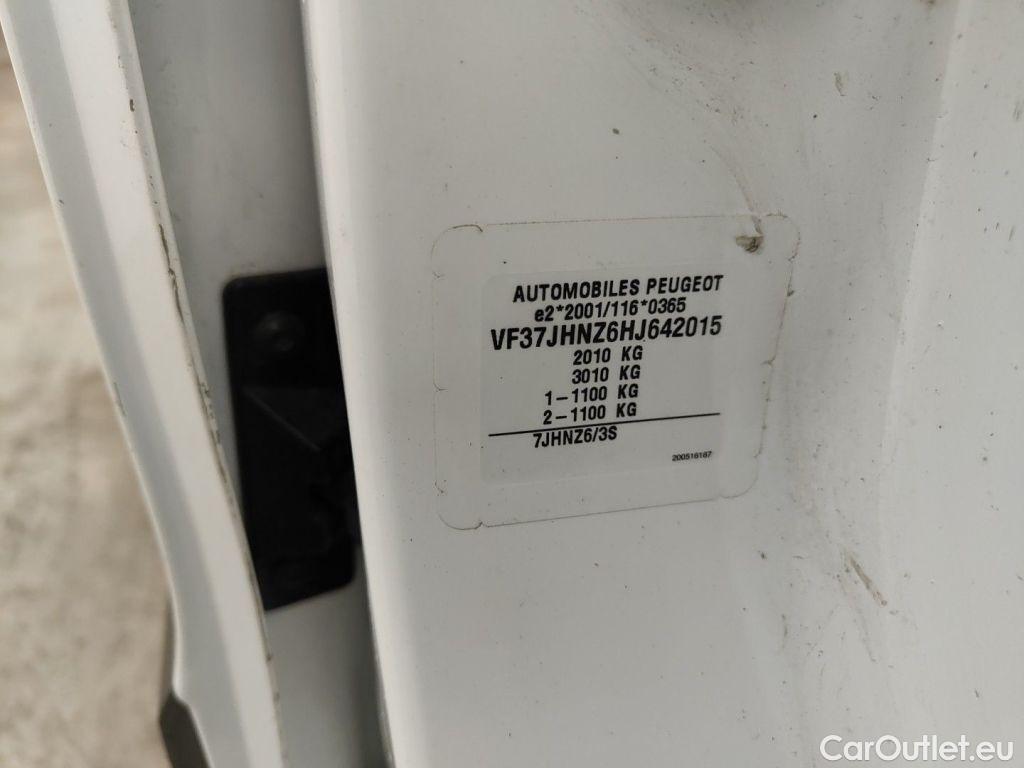 AUTOMOBILES PEUGEOT
e2*2001/116*0365
VF37JHNZ6HJ642015
2010 KG
3010 KG
1-1100 KG
2-1100 KG
7JHNZ6/3S
200516187
CarOutlet.eu